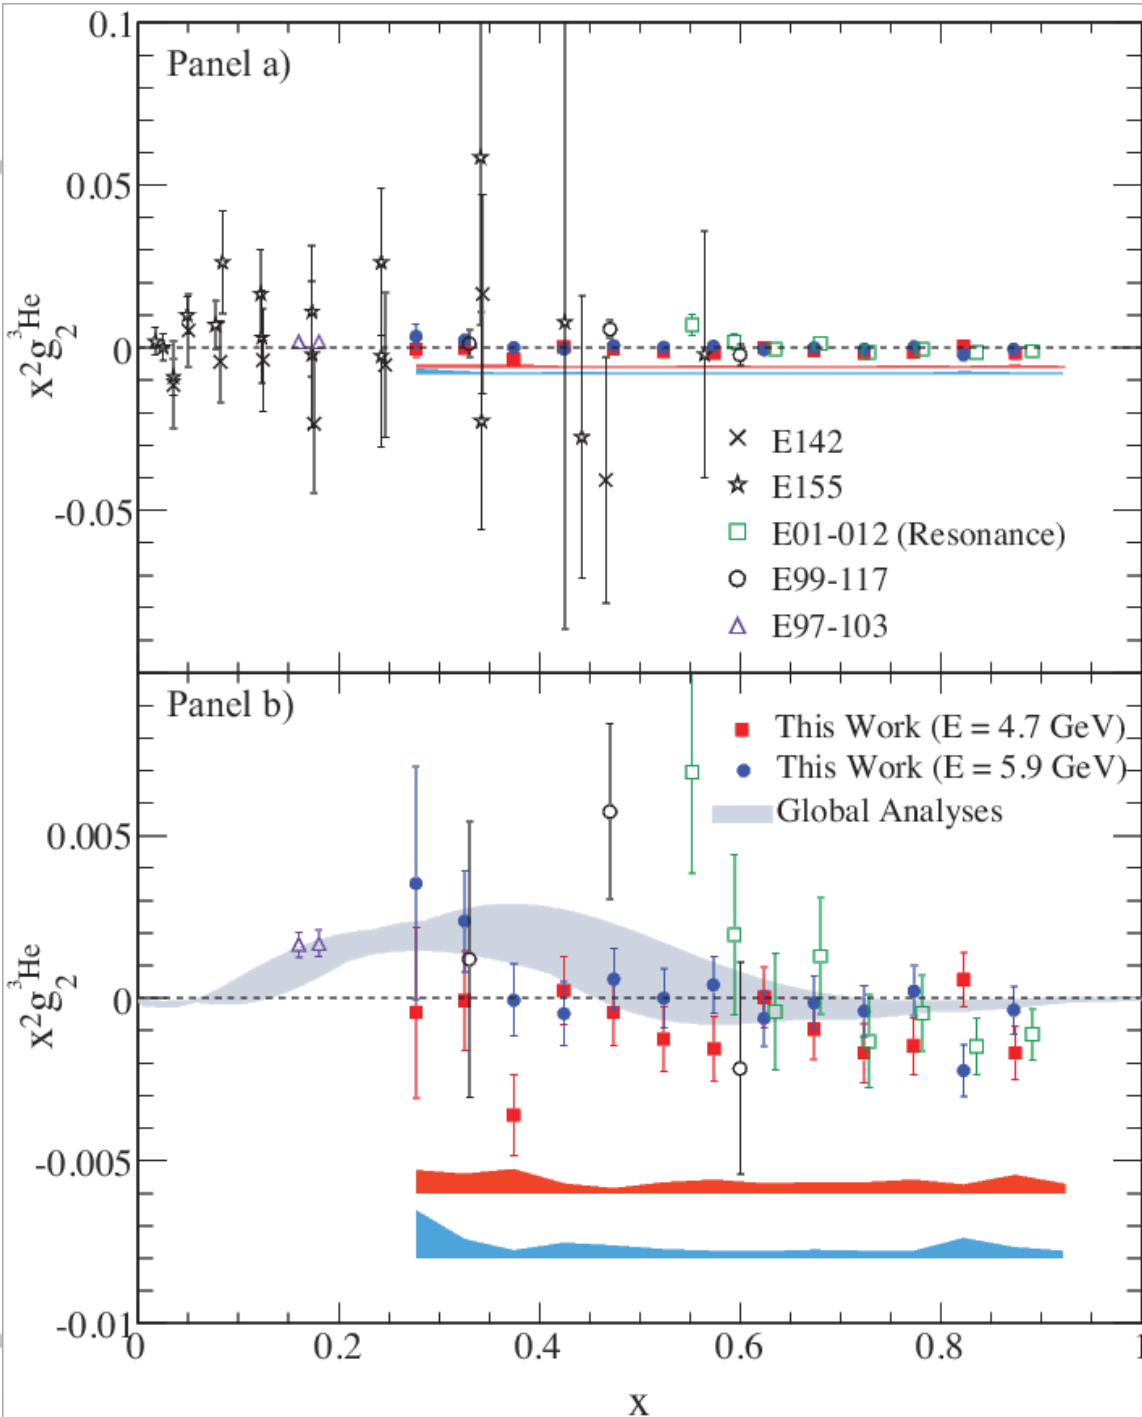 0.1
Panel a)
0.05
0
-0.05
x²g₂³He
E142
E155
E01-012 (Resonance)
E99-117
E97-103
Panel b)
This Work (E = 4.7 GeV)
This Work (E = 5.9 GeV)
Global Analyses
0.005
0
-0.005
-0.01
x²g₂³He
0 0.2 0.4 0.6 0.8 1
x